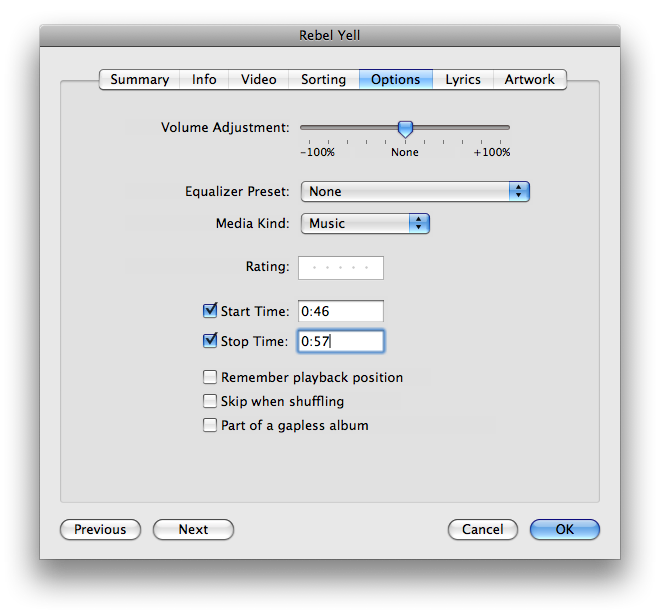 Rebel Yell
Summary Info Video Sorting Options Lyrics Artwork
Volume Adjustment:
-100% None +100%
Equalizer Preset: None
Media Kind: Music
Rating:
Start Time: 0:46
Stop Time: 0:57
Remember playback position
Skip when shuffling
Part of a gapless album
Previous Next Cancel OK